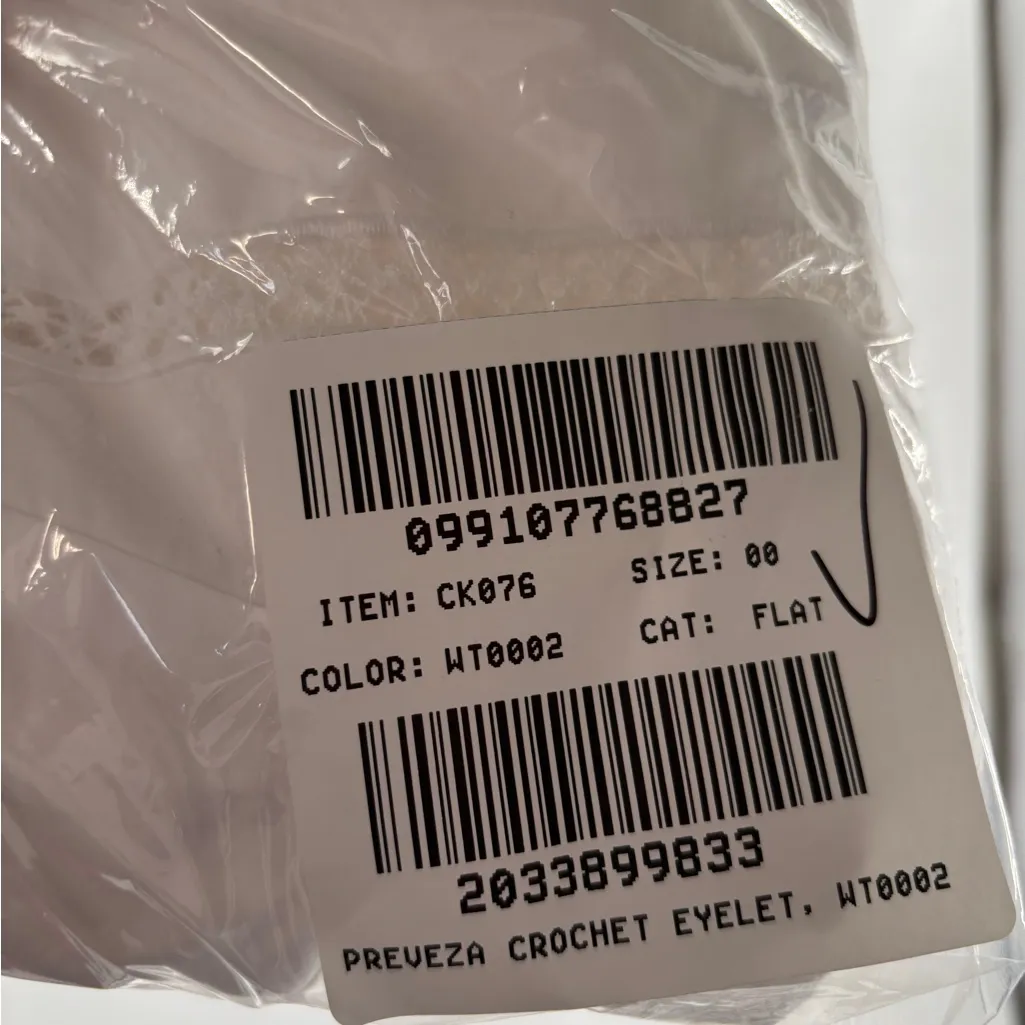 099107768827
ITEM: CK076 SIZE: 00
COLOR: WT0002 CAT: FLAT
2033899833
PREVEZA CROCHET EYELET, WT0002